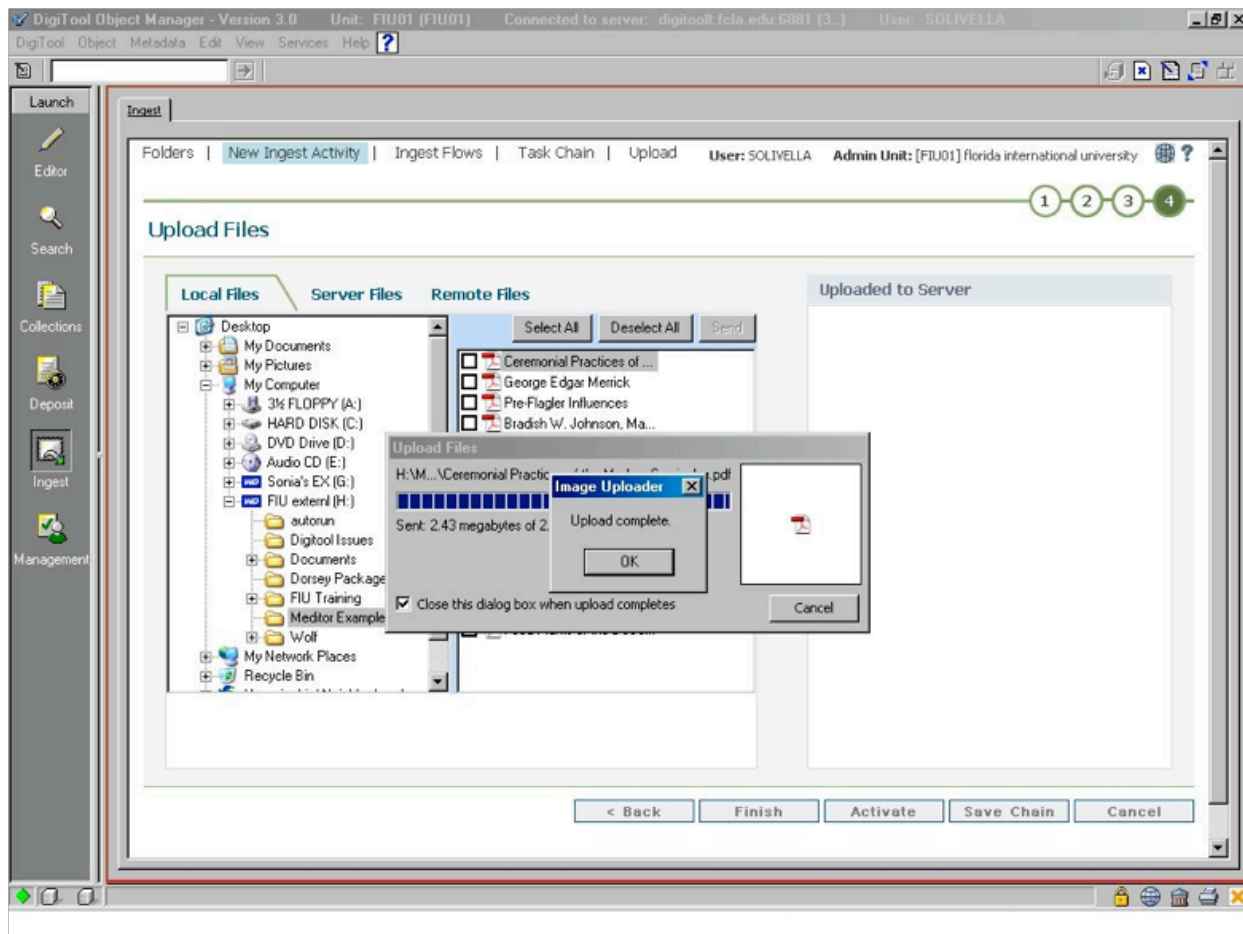 DigiTool Object Manager - Version 3.0 Unit: FIU01 (FIU01) Connected to server: digitoolt.fcla.edu:6881 (3..) User: SOLIVELLA
DigiTool Object Metadata Edit View Services Help ?
Launch
Editor
Search
Collections
Deposit
Ingest
Management
Ingest
Folders | New Ingest Activity | Ingest Flows | Task Chain | Upload User: SOLIVELLA Admin Unit: [FIU01] florida international university ?
1 2 3 4
Upload Files
Local Files Server Files Remote Files
Select All Deselect All Send
Desktop
My Documents
My Pictures
My Computer
3½ FLOPPY (A:)
HARD DISK (C:)
DVD Drive (D:)
Audio CD (E:)
Sonia's EX (G:)
FIU externl (H:)
autorun
Digitool Issues
Documents
Dorsey Package
FIU Training
Meditor Example
Wolf
My Network Places
Recycle Bin
Ceremonial Practices of ...
George Edgar Merrick
Pre-Flagler Influences
Bradish W. Johnson, Ma...
Upload Files
H:\M...\Ceremonial Practic
.pdf
Sent: 2.43 megabytes of 2.
Close this dialog box when upload completes
Cancel
Image Uploader
Upload complete.
OK
Uploaded to Server
< Back Finish Activate Save Chain Cancel